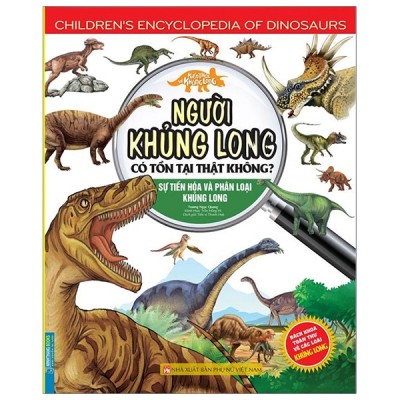 CHILDREN'S ENCYCLOPEDIA OF DINOSAURS
NGƯỜI
KHỦNG LONG
CÓ TỒN TẠI THẬT KHÔNG?
SỰ TIẾN HÓA VÀ PHÂN LOẠI
KHỦNG LONG
BÁCH KHOA
TOÀN THƯ
VỀ CÁC LOẠI
KHỦNG LONG
NHÀ XUẤT BẢN PHỤ NỮ VIỆT NAM